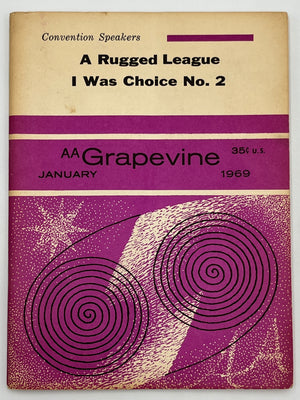 Convention Speakers
A Rugged League
I Was Choice No. 2
AA Grapevine 35¢ U.S.
JANUARY 1969